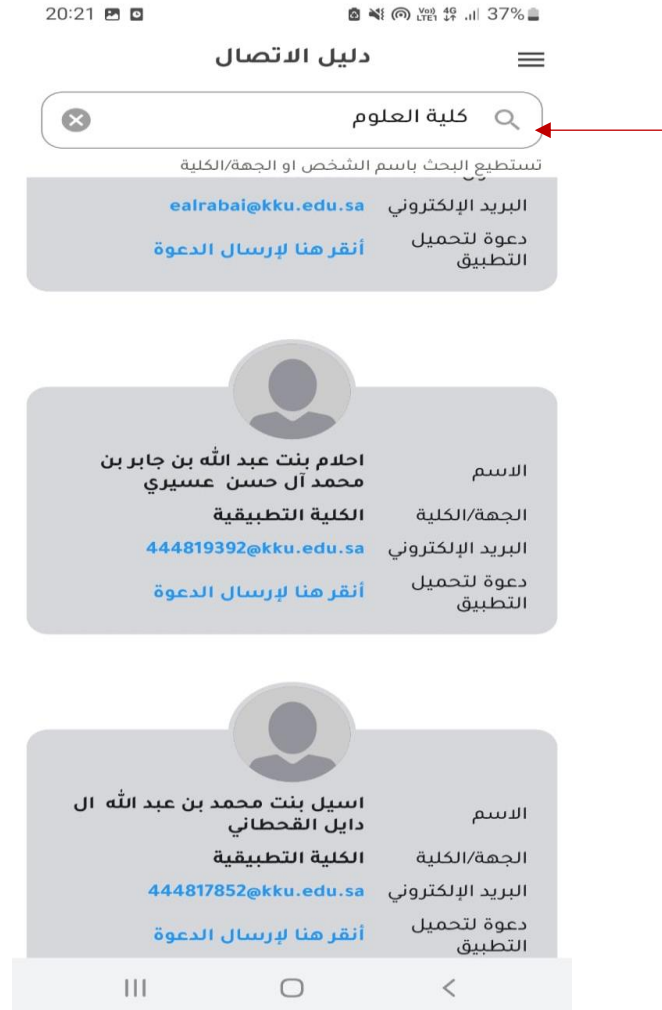 20:21 Vo)) LTE1 4G 37%
دليل الاتصال
كلية العلوم
تستطيع البحث باسم الشخص او الجهة/الكلية
البريد الإلكتروني ealrabai@kku.edu.sa
دعوة لتحميل التطبيق أنقر هنا لإرسال الدعوة
الاسم احلام بنت عبد الله بن جابر بن محمد آل حسن عسيري
الجهة/الكلية الكلية التطبيقية
البريد الإلكتروني 444819392@kku.edu.sa
دعوة لتحميل التطبيق أنقر هنا لإرسال الدعوة
الاسم اسيل بنت محمد بن عبد الله ال دايل القحطاني
الجهة/الكلية الكلية التطبيقية
البريد الإلكتروني 444817852@kku.edu.sa
دعوة لتحميل التطبيق أنقر هنا لإرسال الدعوة